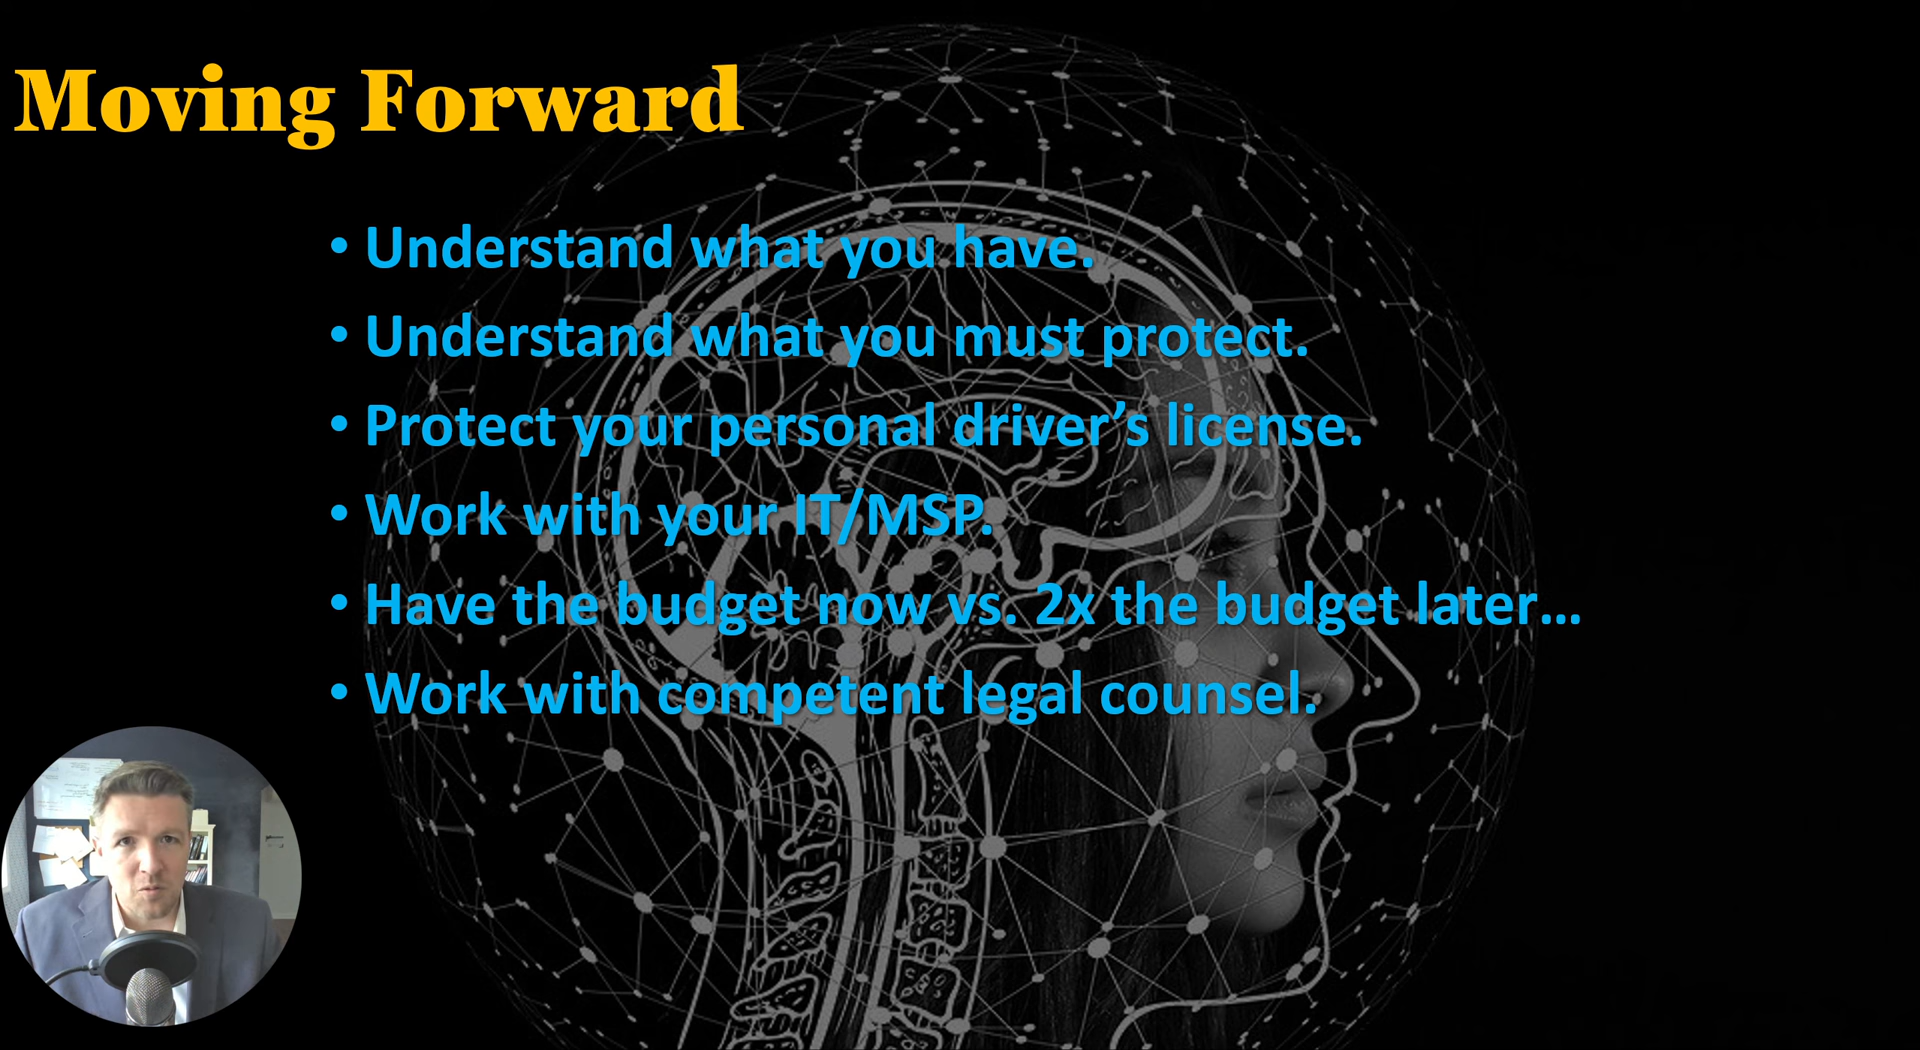 Moving Forward
• Understand what you have.
• Understand what you must protect.
• Protect your personal driver’s license.
• Work with your IT/MSP.
• Have the budget now vs. 2x the budget later…
• Work with competent legal counsel.